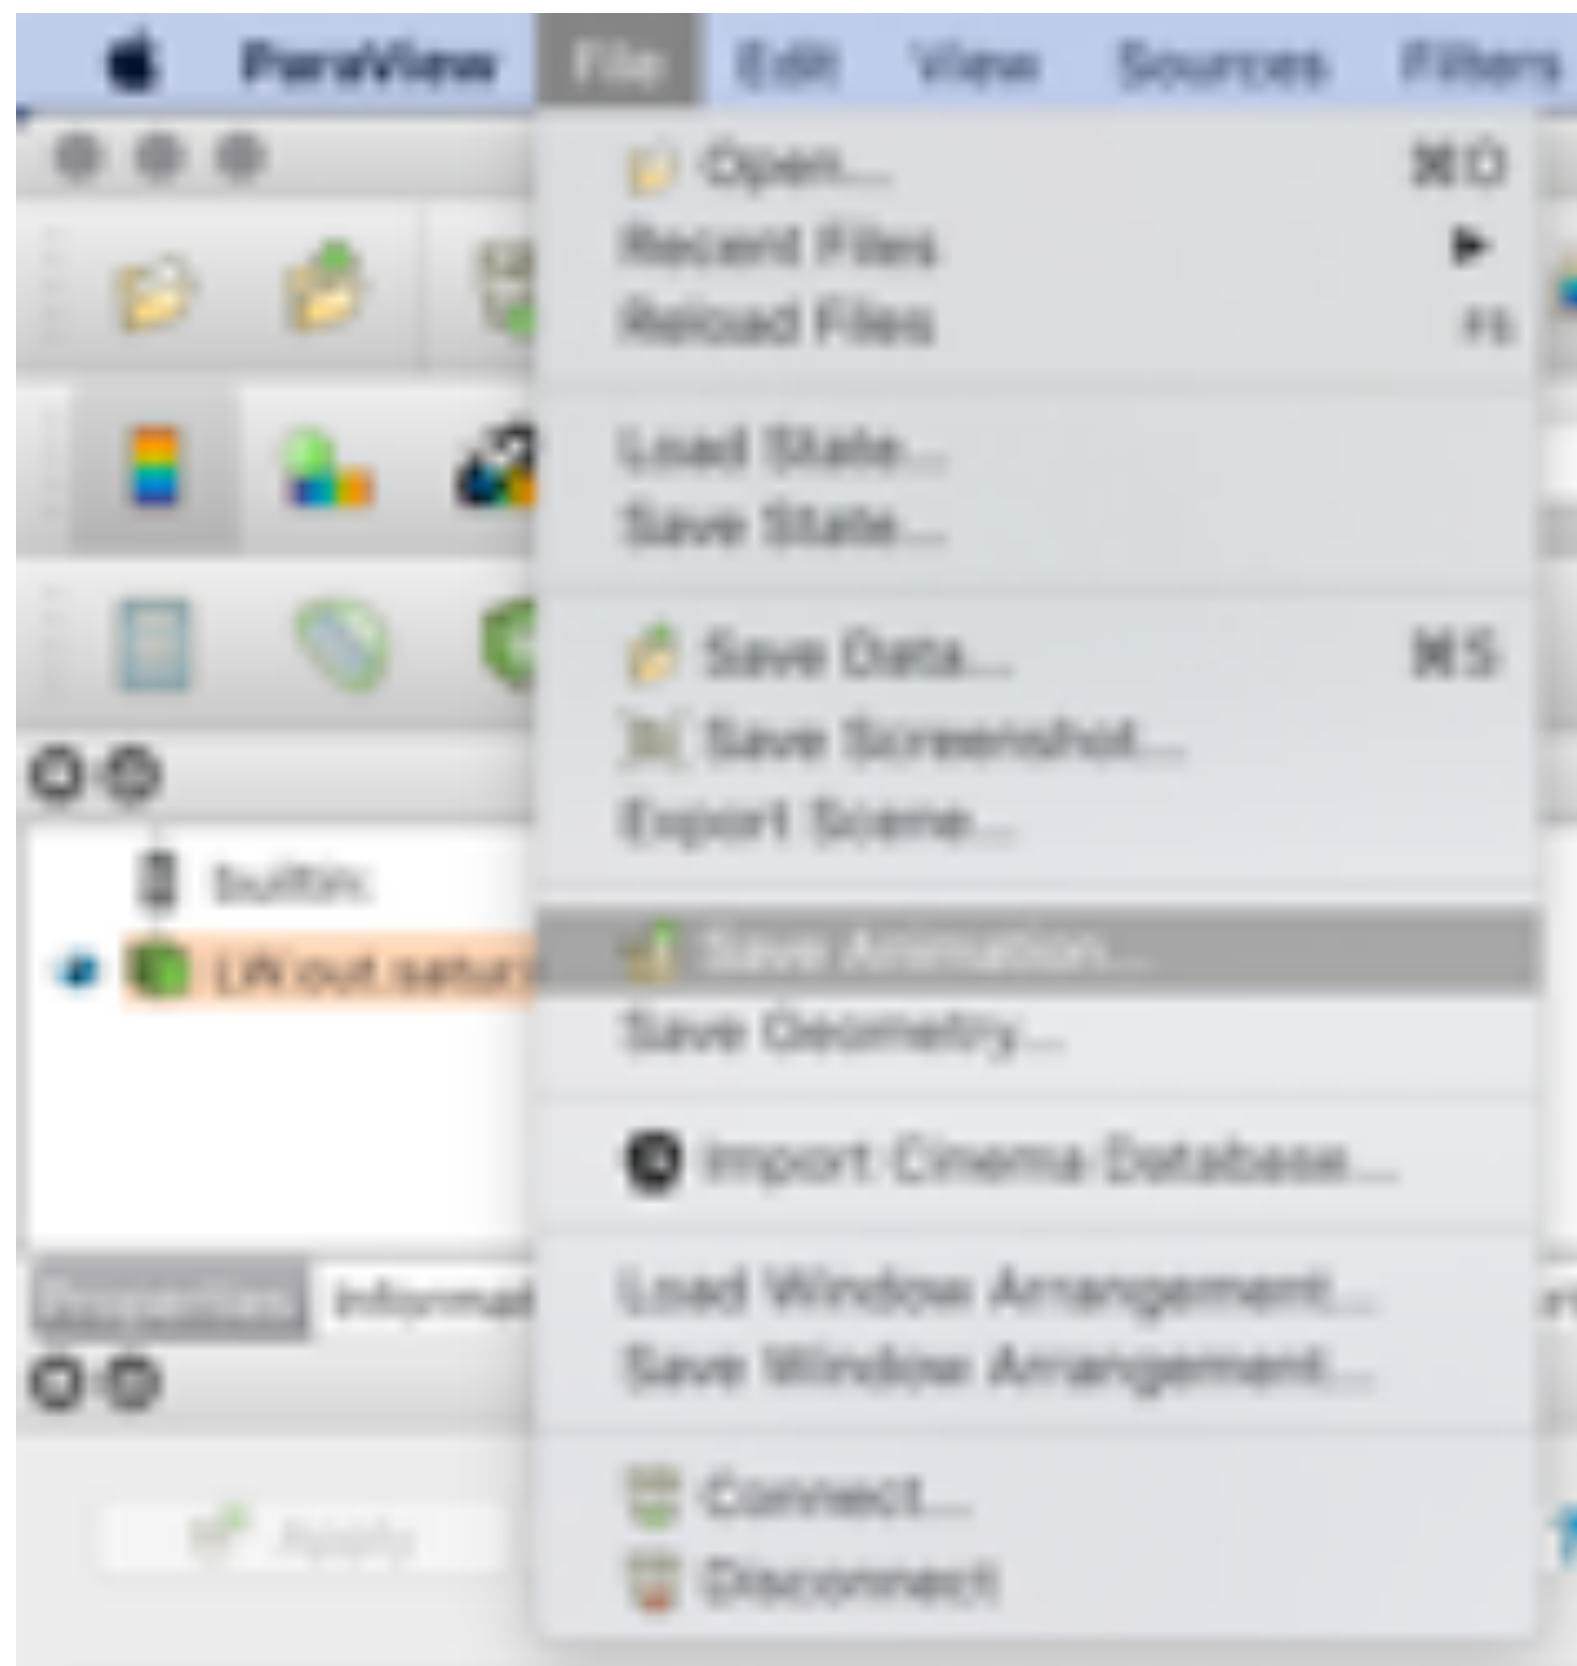 ParaView File Edit View Sources Filters
Open... ⌘O
Recent Files
Reload Files F5
Load State...
Save State...
Save Data... ⌘S
Save Screenshot...
Export Scene...
builtin:
Save Animation...
Save Geometry...
Import Cinema Database...
Properties Informat
Load Window Arrangement...
Save Window Arrangement...
Connect...
Apply
Disconnect